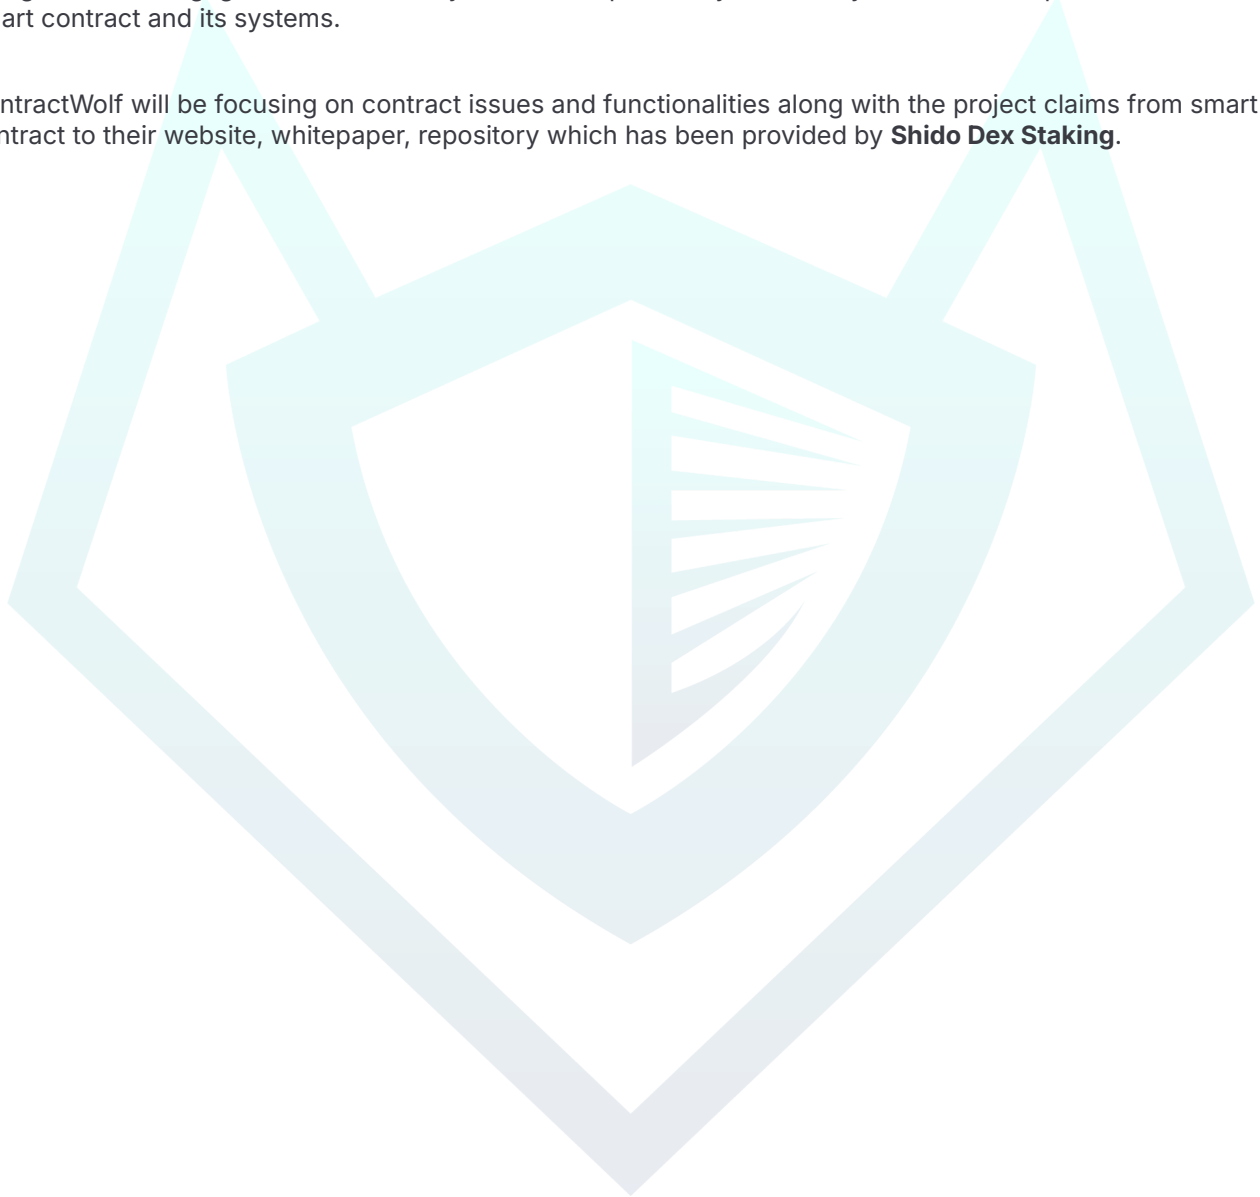 art contract and its systems.
ntractWolf will be focusing on contract issues and functionalities along with the project claims from smart
ntract to their website, whitepaper, repository which has been provided by Shido Dex Staking.